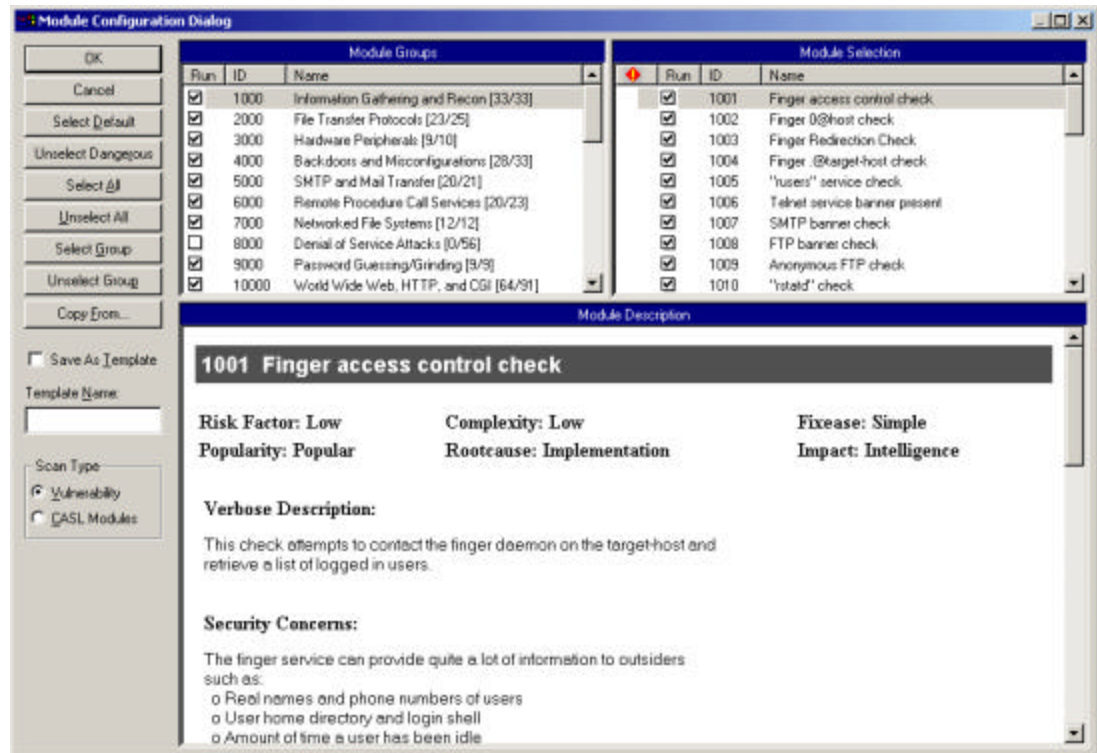 Module Configuration Dialog
OK
Cancel
Select Default
Unselect Dangerous
Select All
Unselect All
Select Group
Unselect Group
Copy From...
Save As Template
Template Name:
Scan Type
Vulnerability
CASL Modules
Module Groups
Run ID Name
1000 Information Gathering and Recon [33/33]
2000 File Transfer Protocols [23/25]
3000 Hardware Peripherals [9/10]
4000 Backdoors and Misconfigurations [28/33]
5000 SMTP and Mail Transfer [20/21]
6000 Remote Procedure Call Services [20/23]
7000 Networked File Systems [12/12]
8000 Denial of Service Attacks [0/56]
9000 Password Guessing/Grinding [9/9]
10000 World Wide Web, HTTP, and CGI [64/91]
Module Selection
Run ID Name
1001 Finger access control check
1002 Finger 0@host check
1003 Finger Redirection Check
1004 Finger .@target-host check
1005 "rusers" service check
1006 Telnet service banner present
1007 SMTP banner check
1008 FTP banner check
1009 Anonymous FTP check
1010 "rstatd" check
Module Description
1001 Finger access control check
Risk Factor: Low Complexity: Low Fixease: Simple
Popularity: Popular Rootcause: Implementation Impact: Intelligence
Verbose Description:
This check attempts to contact the finger daemon on the target-host and
retrieve a list of logged in users.
Security Concerns:
The finger service can provide quite a lot of information to outsiders
such as:
o Real names and phone numbers of users
o User home directory and login shell
o Amount of time a user has been idle